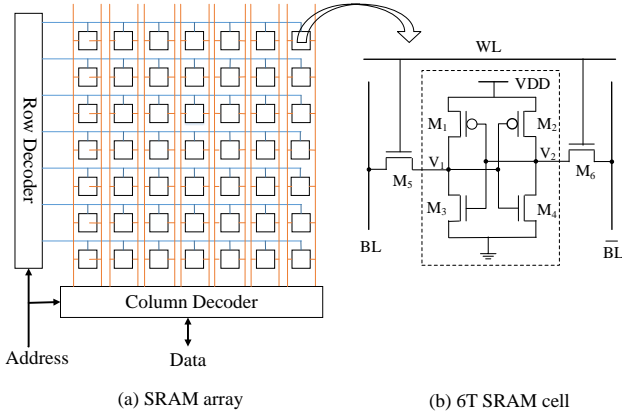 Row Decoder
Column Decoder
Address
Data
(a) SRAM array
WL
VDD
M1
M2
V1
V2
M5
M6
M3
M4
BL
B̅L̅
(b) 6T SRAM cell